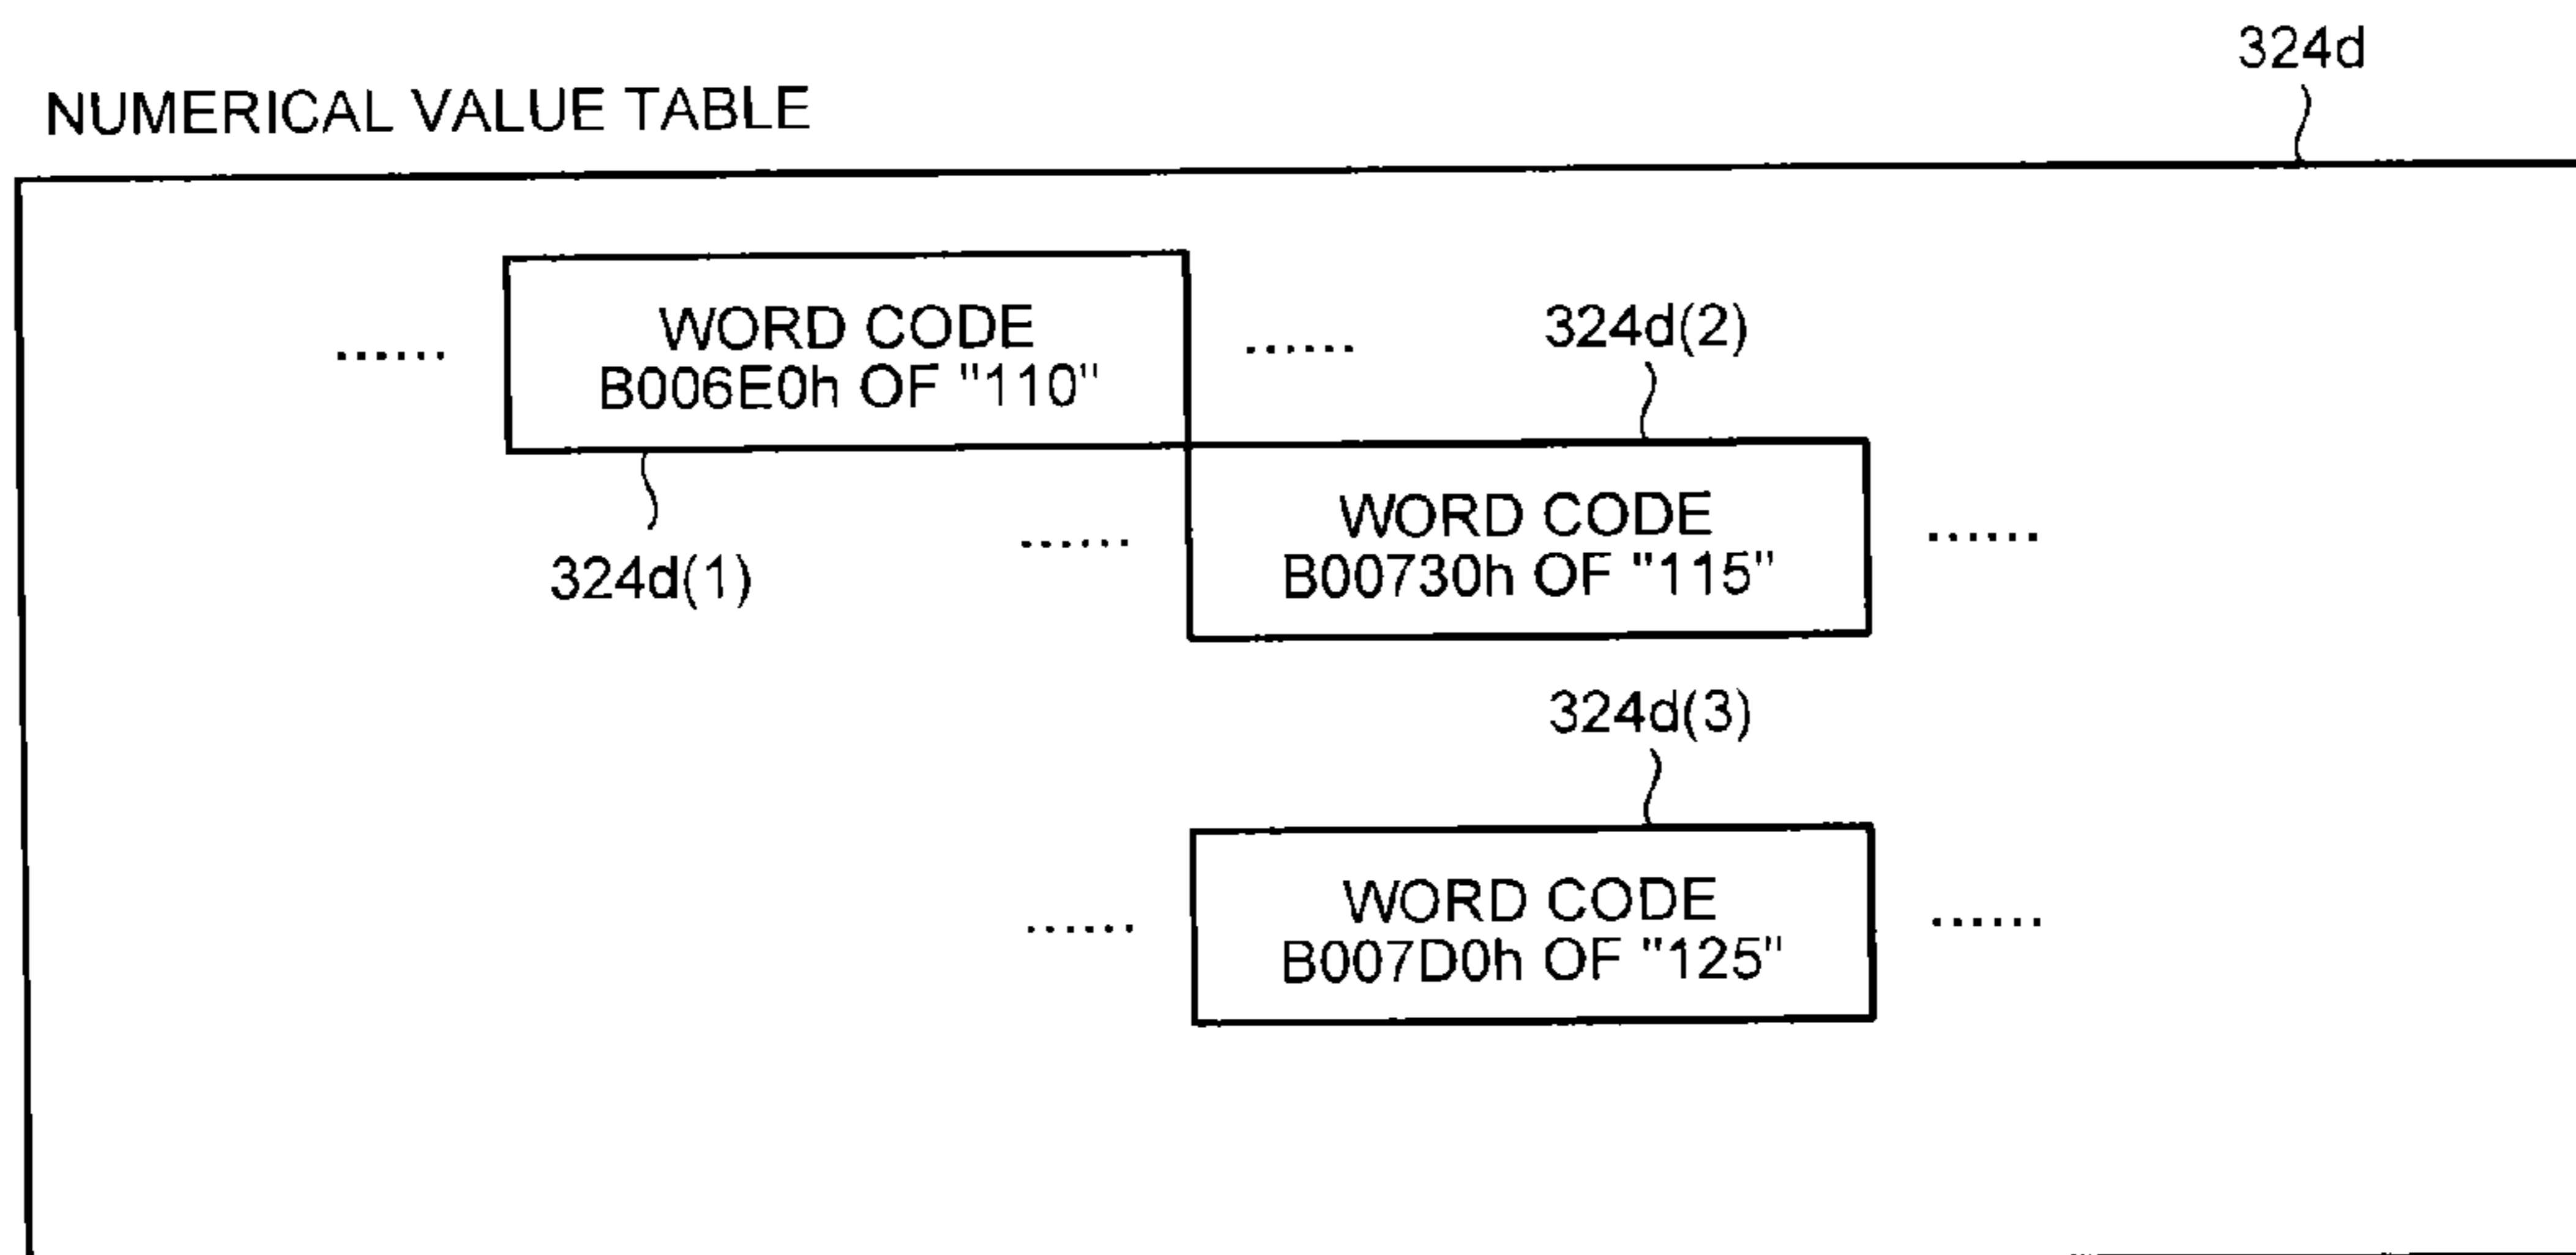 324d
NUMERICAL VALUE TABLE
WORD CODE
B006E0h OF "110"
......
......
324d(2)
324d(1)
......
WORD CODE
B00730h OF "115"
......
324d(3)
......
WORD CODE
B007D0h OF "125"
......